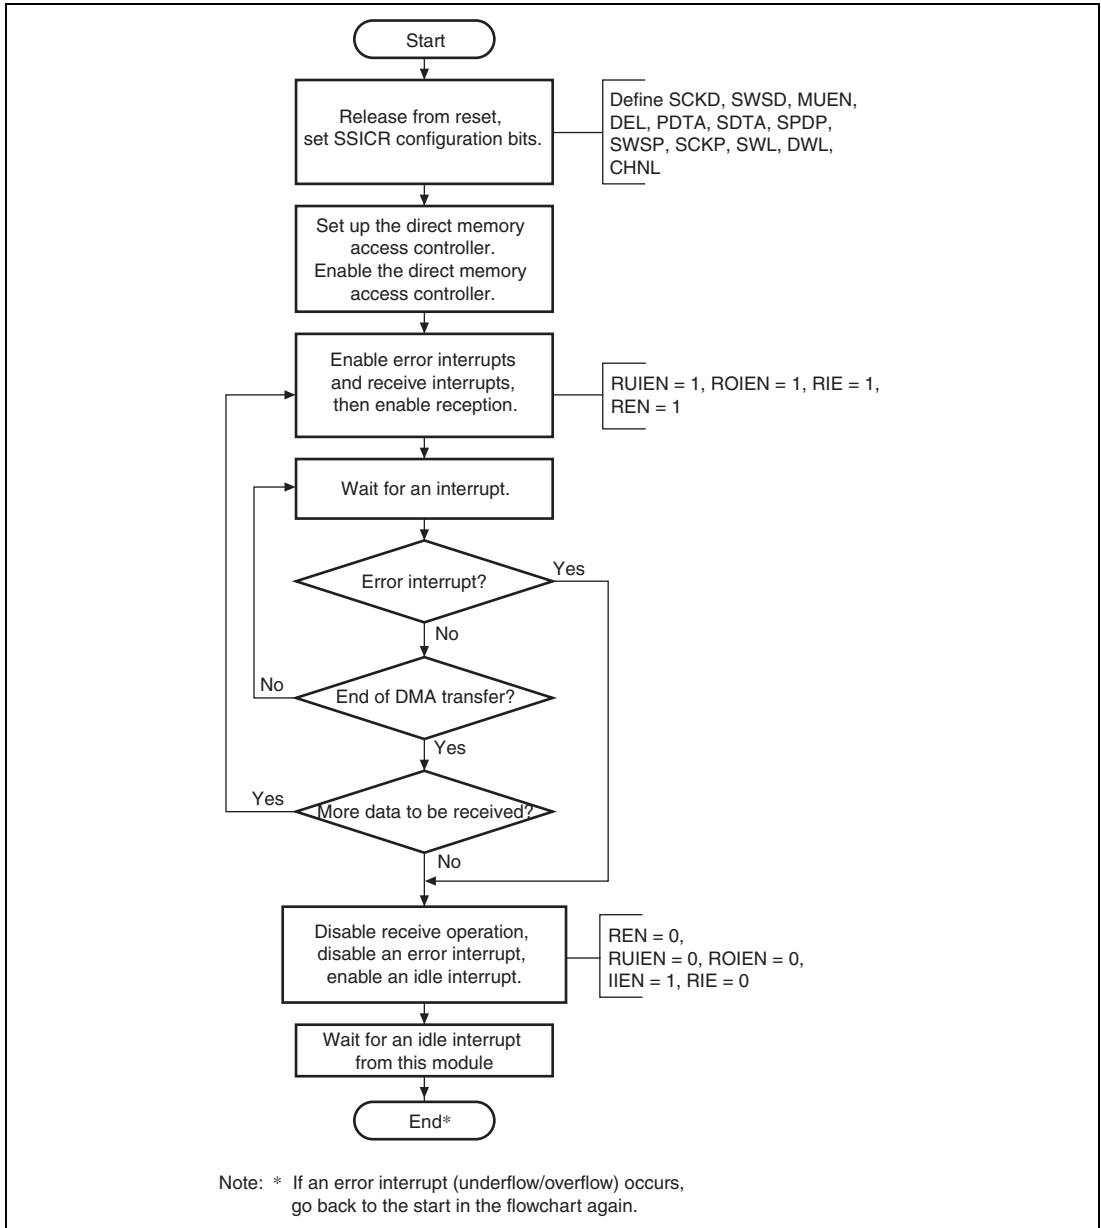 Start
Release from reset,
set SSICR configuration bits.
Define SCKD, SWSD, MUEN,
DEL, PDTA, SDTA, SPDP,
SWSP, SCKP, SWL, DWL,
CHNL
Set up the direct memory
access controller.
Enable the direct memory
access controller.
Enable error interrupts
and receive interrupts,
then enable reception.
RUIEN = 1, ROIEN = 1, RIE = 1,
REN = 1
Wait for an interrupt.
Error interrupt?
Yes
No
End of DMA transfer?
No
Yes
More data to be received?
Yes
No
Disable receive operation,
disable an error interrupt,
enable an idle interrupt.
REN = 0,
RUIEN = 0, ROIEN = 0,
IIEN = 1, RIE = 0
Wait for an idle interrupt
from this module
End*
Note: * If an error interrupt (underflow/overflow) occurs,
go back to the start in the flowchart again.